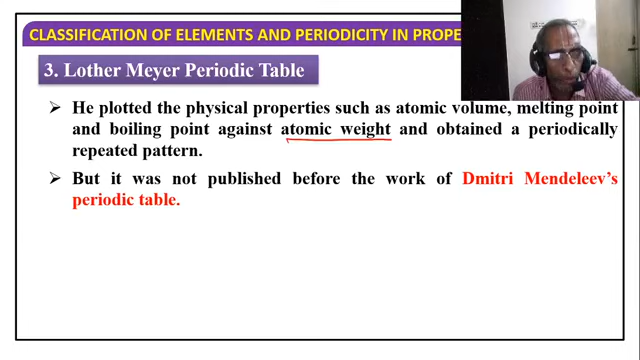 CLASSIFICATION OF ELEMENTS AND PERIODICITY IN PROPE
3. Lother Meyer Periodic Table
➢ He plotted the physical properties such as atomic volume, melting point
and boiling point against atomic weight and obtained a periodically
repeated pattern.
➢ But it was not published before the work of Dmitri Mendeleev's
periodic table.